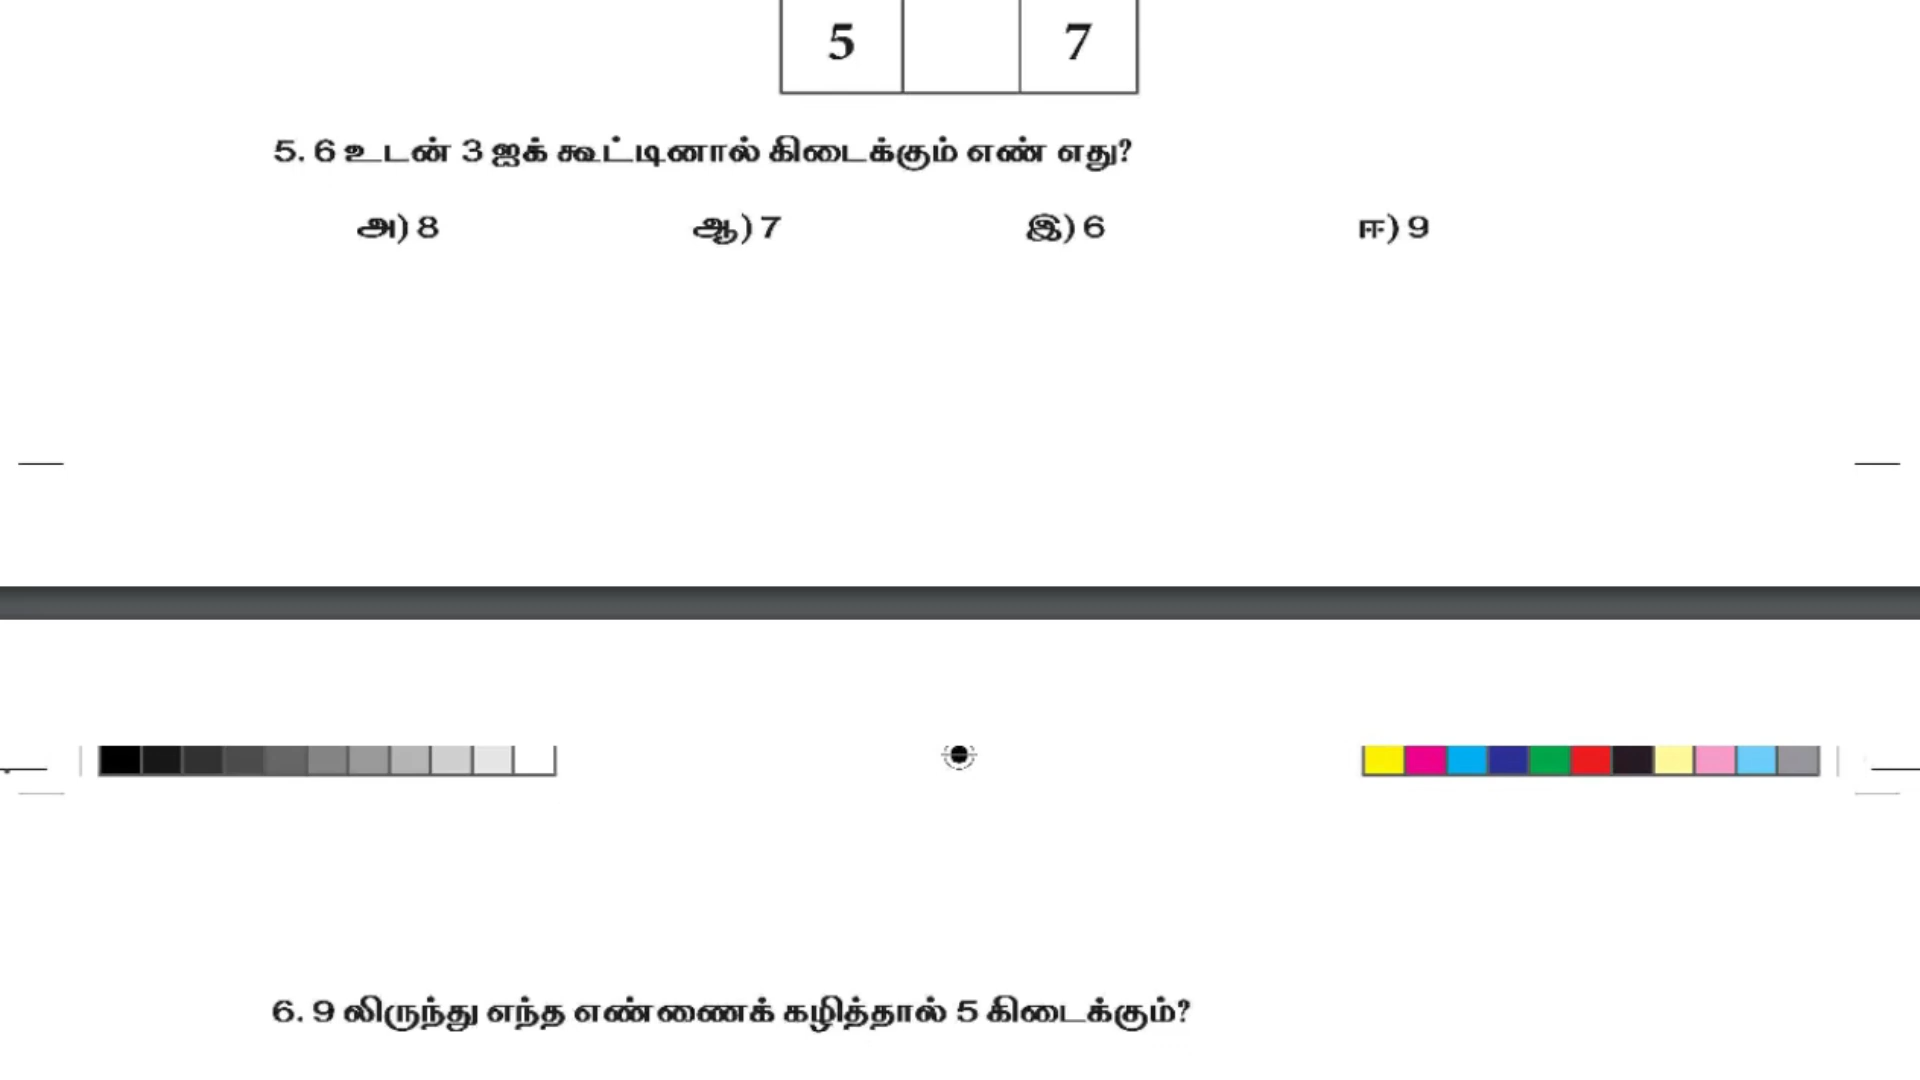 5 7
5. 6 உடன் 3 ஐக் கூட்டினால் கிடைக்கும் எண் எது?
அ) 8 ஆ) 7 இ) 6 ஈ) 9
6. 9 லிருந்து எந்த எண்ணைக் கழித்தால் 5 கிடைக்கும்?